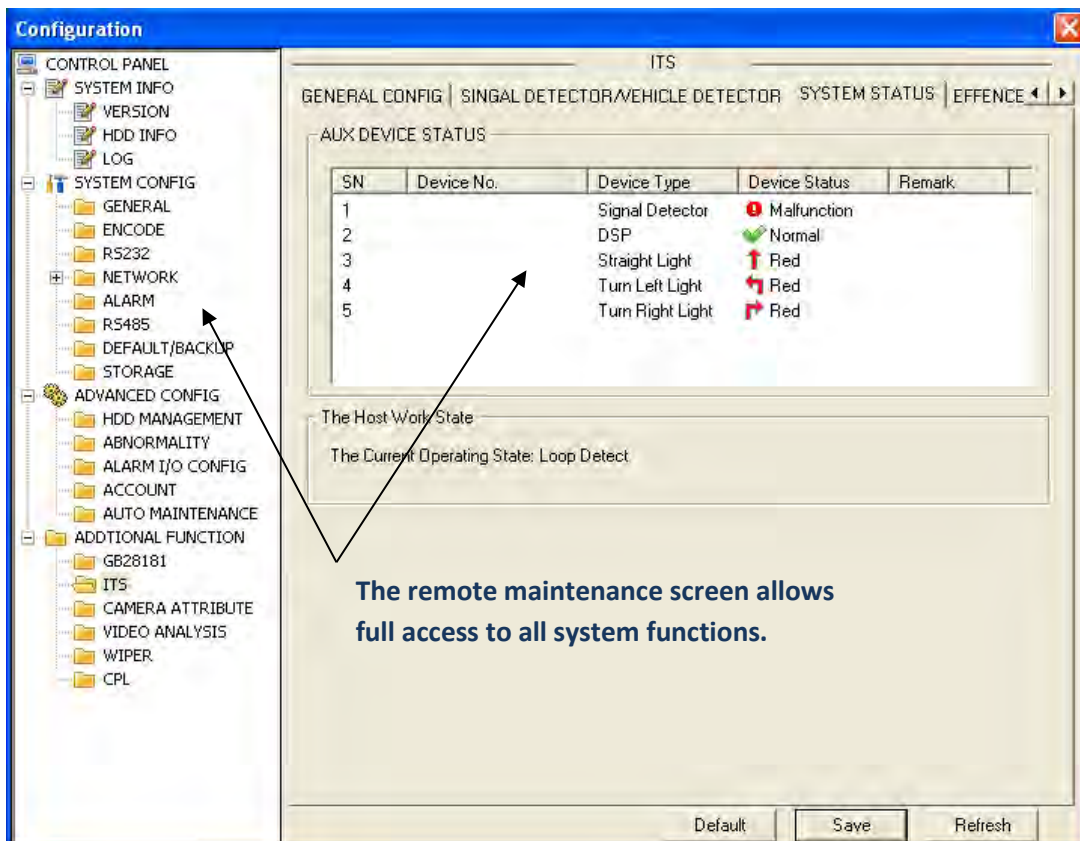 Configuration
CONTROL PANEL
SYSTEM INFO
VERSION
HDD INFO
LOG
SYSTEM CONFIG
GENERAL
ENCODE
RS232
NETWORK
ALARM
RS485
DEFAULT/BACKUP
STORAGE
ADVANCED CONFIG
HDD MANAGEMENT
ABNORMALITY
ALARM I/O CONFIG
ACCOUNT
AUTO MAINTENANCE
ADDTIONAL FUNCTION
GB28181
ITS
CAMERA ATTRIBUTE
VIDEO ANALYSIS
WIPER
CPL
ITS
GENERAL CONFIG SINGAL DETECTOR/VEHICLE DETECTOR SYSTEM STATUS EFFENCE
AUX DEVICE STATUS
SN Device No. Device Type Device Status Remark
1 Signal Detector Malfunction
2 DSP Normal
3 Straight Light Red
4 Turn Left Light Red
5 Turn Right Light Red
The Host Work State
The Current Operating State: Loop Detect
The remote maintenance screen allows
full access to all system functions.
Default Save Refresh